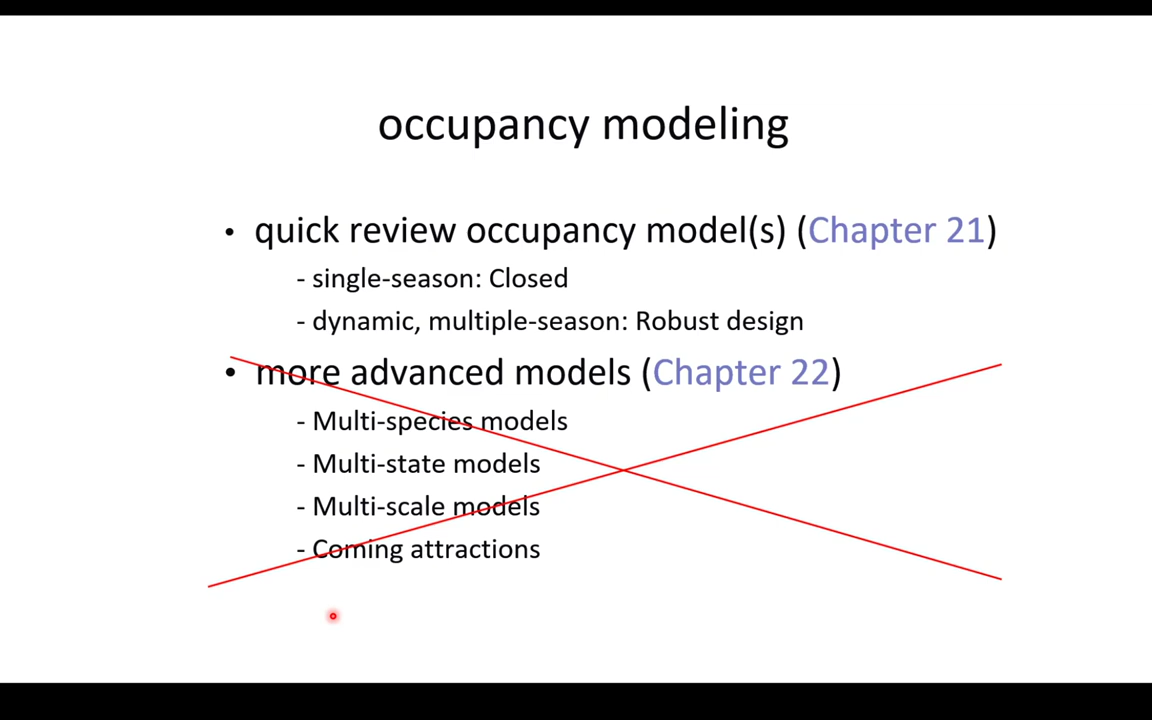 occupancy modeling
• quick review occupancy model(s) (Chapter 21)
- single-season: Closed
- dynamic, multiple-season: Robust design
• more advanced models (Chapter 22)
- Multi-species models
- Multi-state models
- Multi-scale models
- Coming attractions